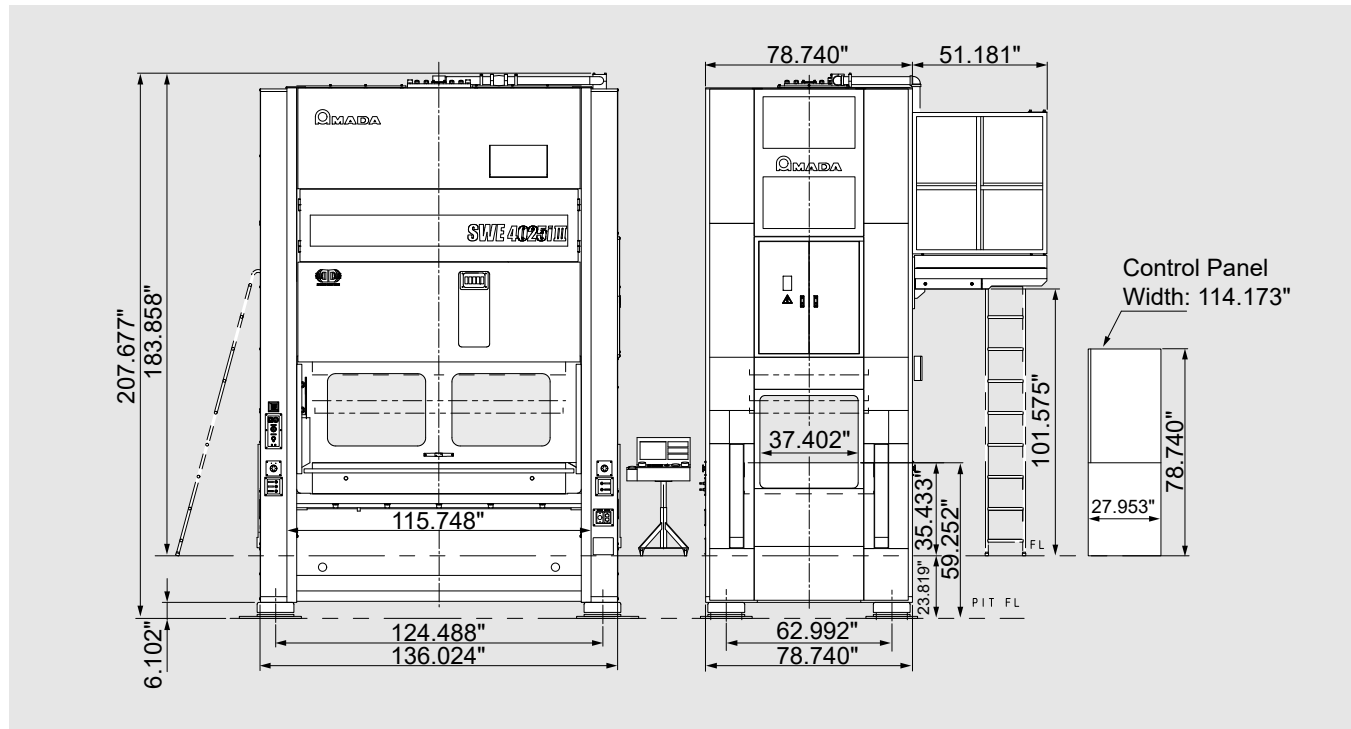 78.740"
51.181"
AMADA
AMADA
SWE 4025i III
Control Panel
Width: 114.173"
207.677"
183.858"
101.575"
37.402"
78.740"
27.953"
115.748"
35.433"
59.252"
FL
23.819"
PIT FL
6.102"
124.488"
136.024"
62.992"
78.740"